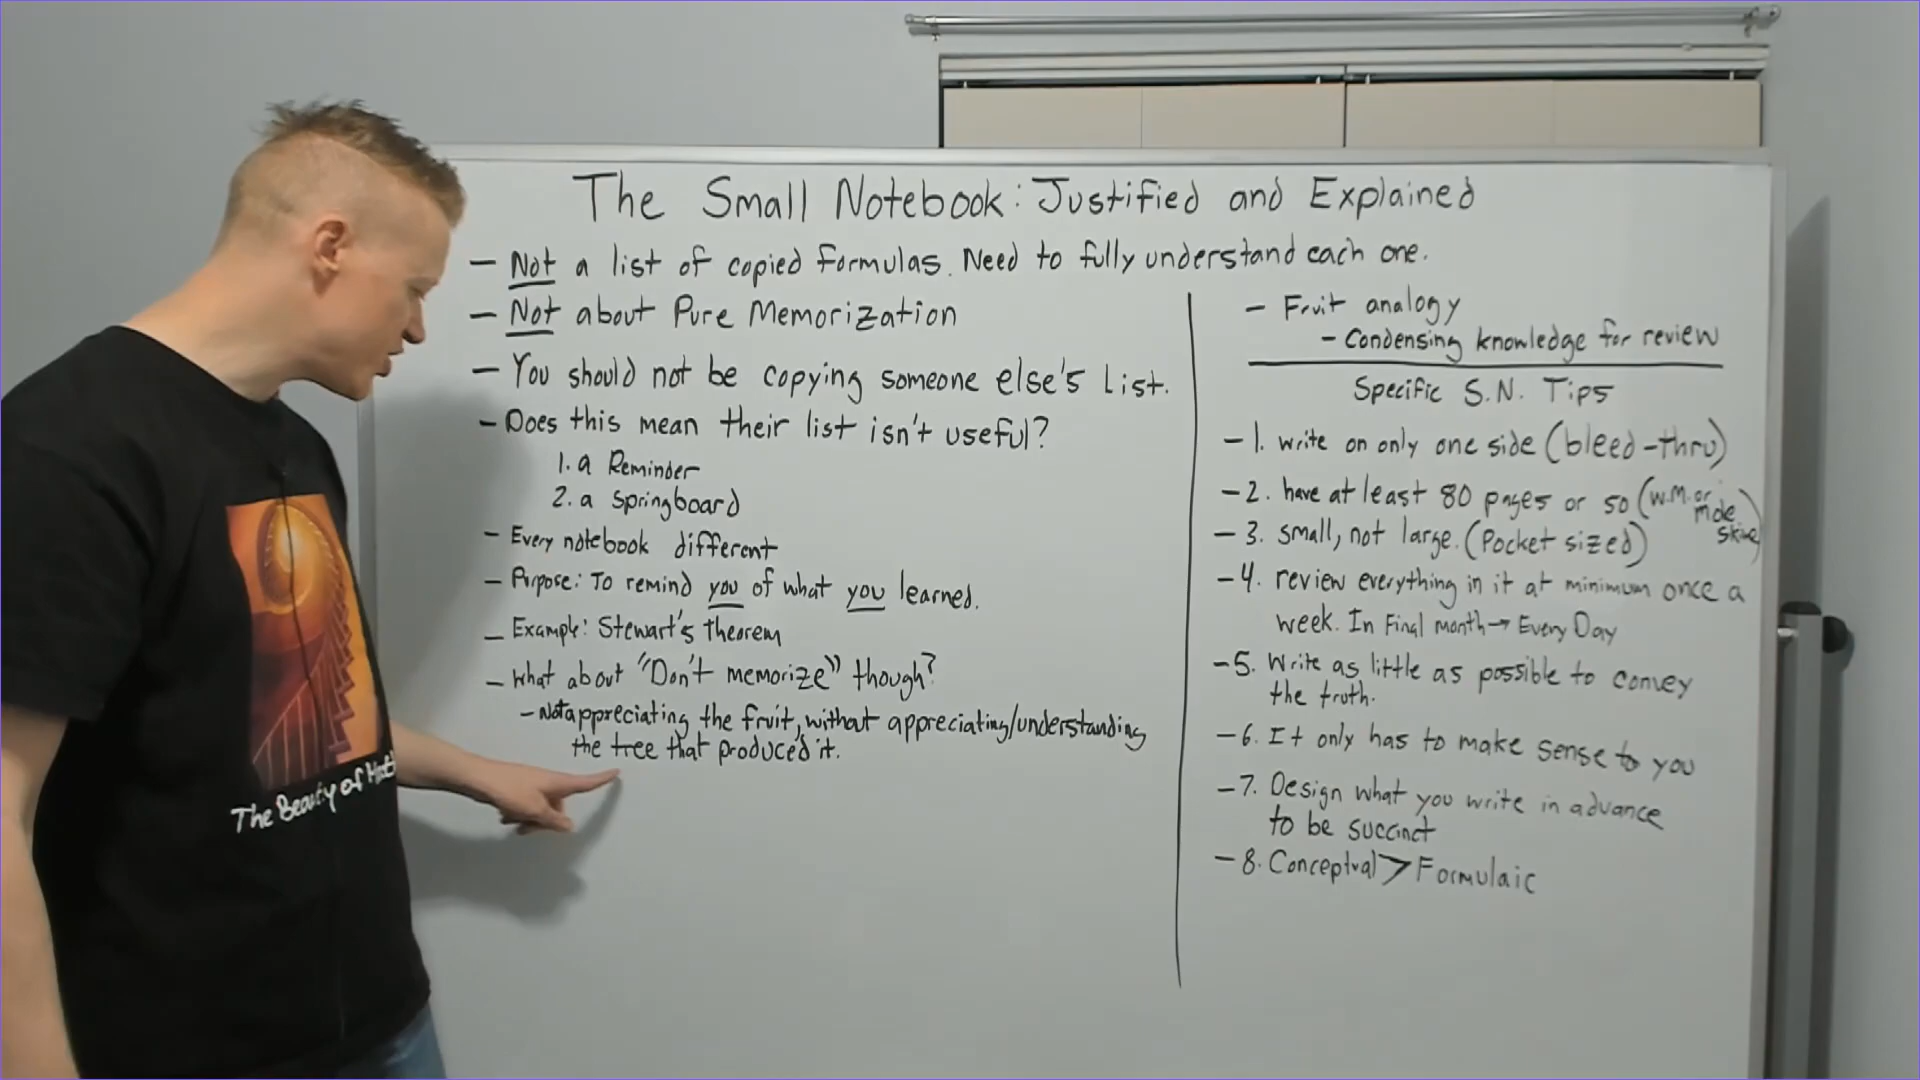 The Small Notebook: Justified and Explained
- Not a list of copied formulas. Need to fully understand each one.
- Not about Pure Memorization
- You should not be copying someone else's List.
- Does this mean their list isn't useful?
1. a Reminder
2. a springboard
- Every notebook different
- Purpose: To remind you of what you learned.
- Example: Stewart's theorem
- What about "Don't memorize" though?
- Not appreciating the fruit, without appreciating/understanding
the tree that produced it.
- Fruit analogy
- Condensing knowledge for review
Specific S.N. Tips
- 1. write on only one side (bleed-thru)
- 2. have at least 80 pages or 50 (W.M. or
mole
skine)
- 3. small, not large. (Pocket sized)
- 4. review everything in it at minimum once a
week. In Final month → Every Day
- 5. Write as little as possible to convey
the truth.
- 6. It only has to make sense to you
- 7. Design what you write in advance
to be succinct
- 8. Conceptual > Formulaic
The Beauty of Math